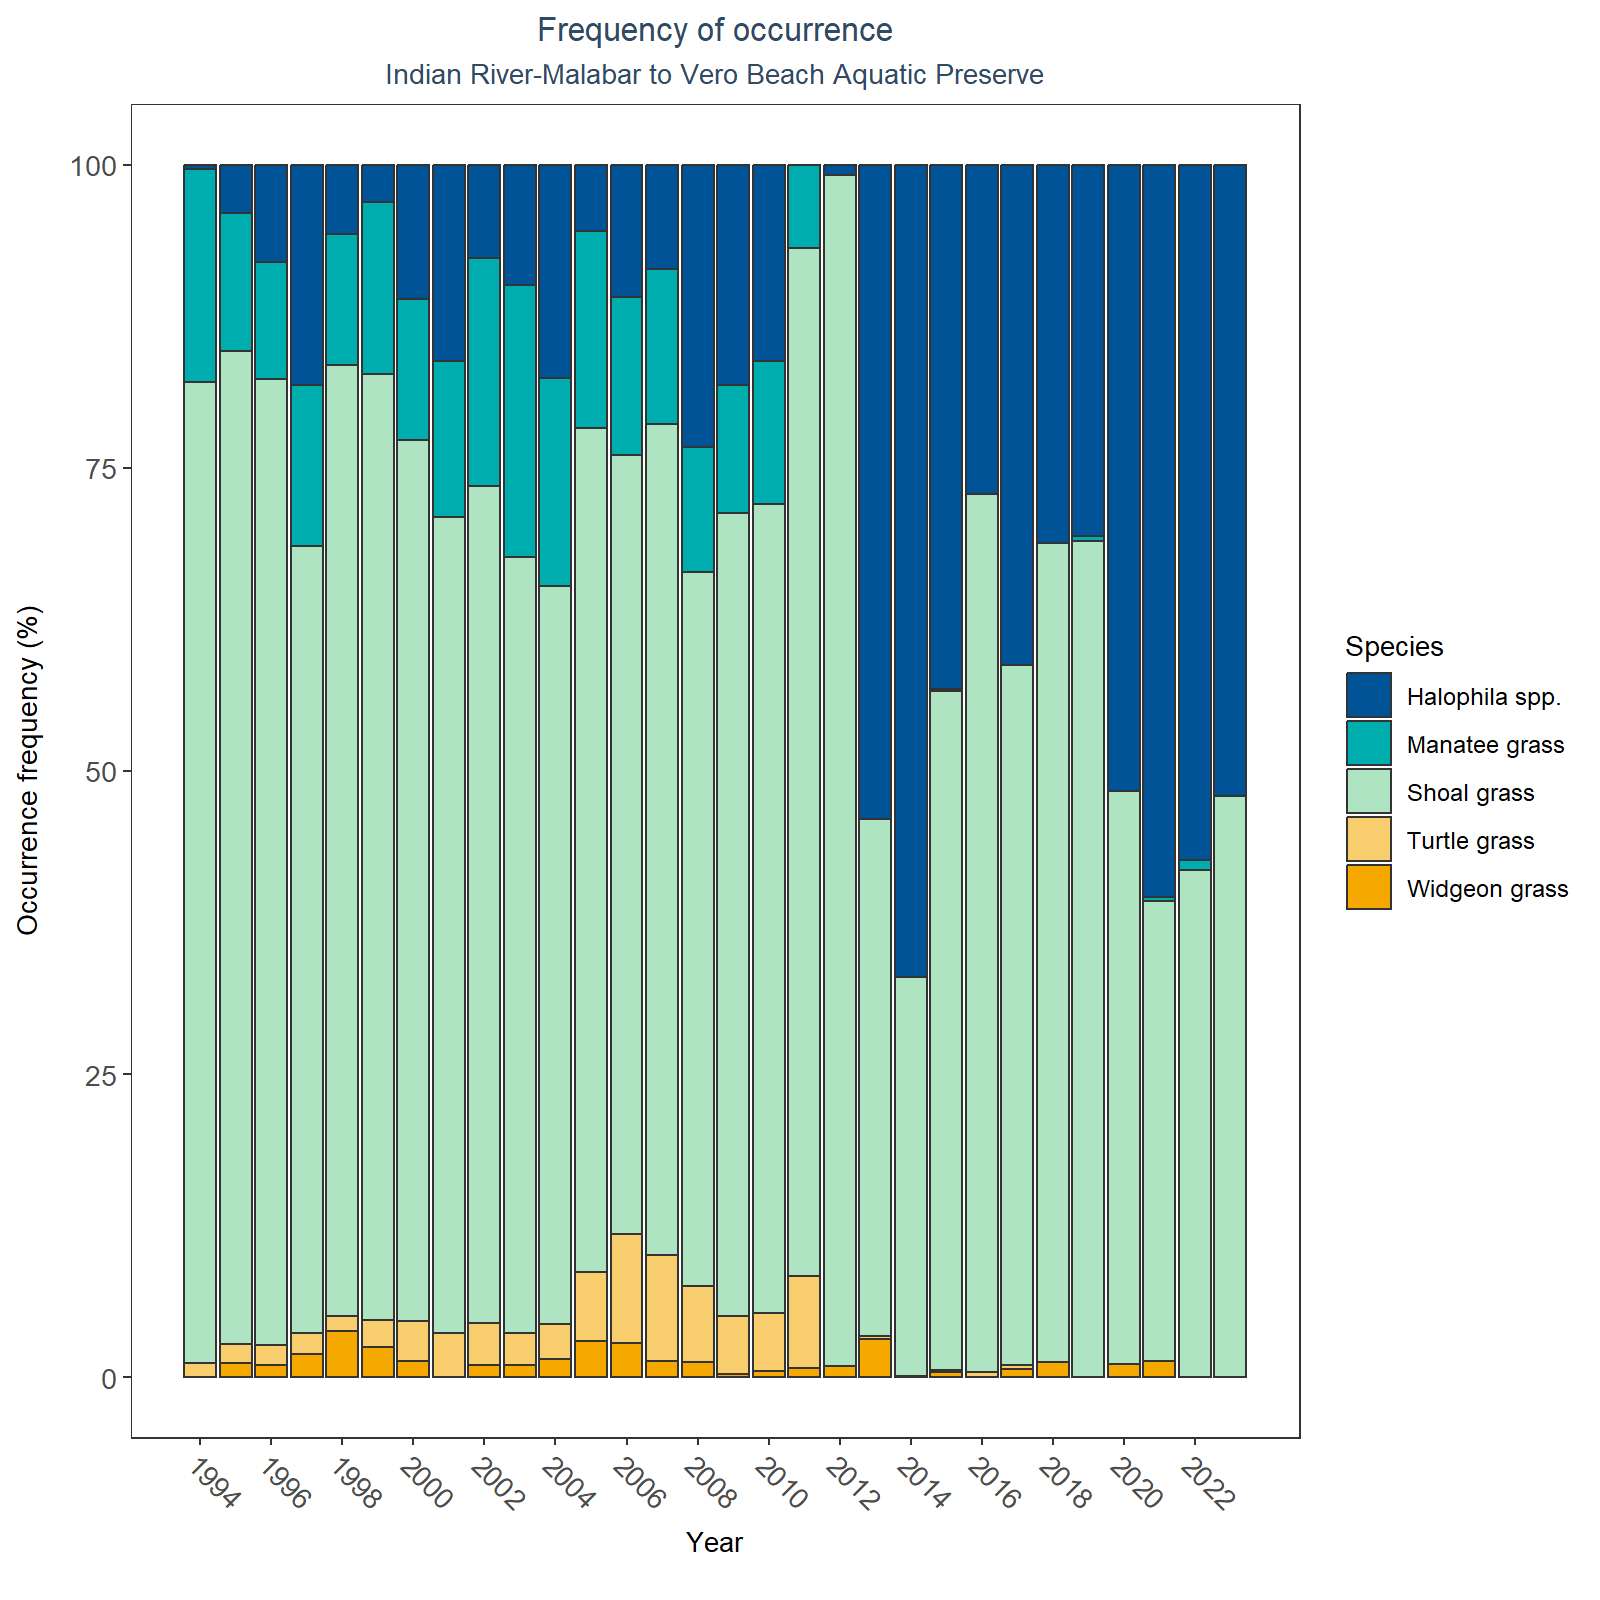 Frequency of occurrence
Indian River-Malabar to Vero Beach Aquatic Preserve
Occurrence frequency (%)
100
75
50
25
0
1994
1996
1998
2000
2002
2004
2006
2008
2010
2012
2014
2016
2018
2020
2022
Year
Species
Halophila spp.
Manatee grass
Shoal grass
Turtle grass
Widgeon grass